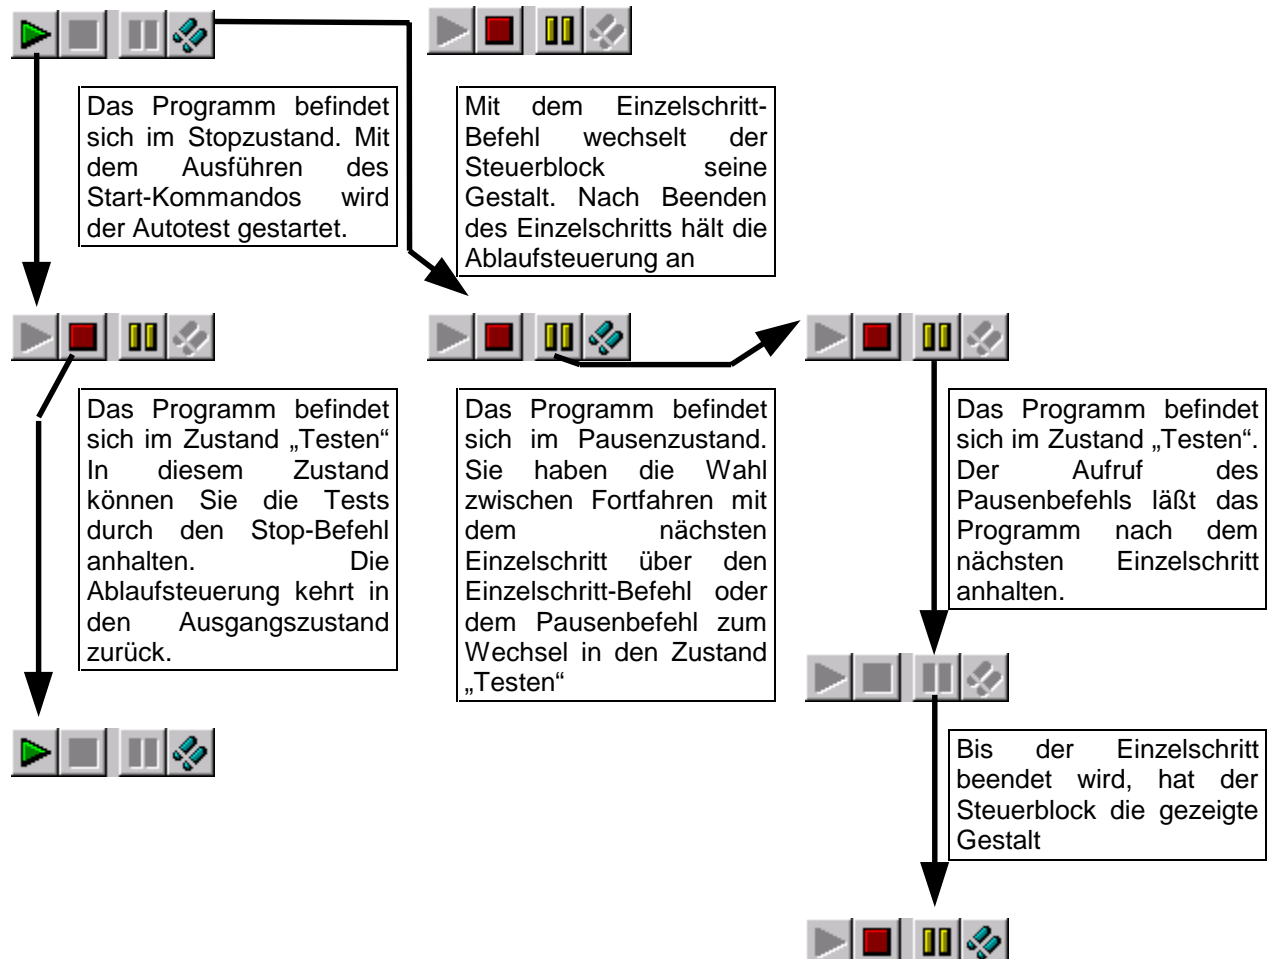 Das Programm befindet
sich im Stopzustand. Mit
dem Ausführen des
Start-Kommandos wird
der Autotest gestartet.
Mit dem Einzelschritt-
Befehl wechselt der
Steuerblock seine
Gestalt. Nach Beenden
des Einzelschritts hält die
Ablaufsteuerung an
Das Programm befindet
sich im Zustand „Testen“
In diesem Zustand
können Sie die Tests
durch den Stop-Befehl
anhalten. Die
Ablaufsteuerung kehrt in
den Ausgangszustand
zurück.
Das Programm befindet
sich im Pausenzustand.
Sie haben die Wahl
zwischen Fortfahren mit
dem nächsten
Einzelschritt über den
Einzelschritt-Befehl oder
dem Pausenbefehl zum
Wechsel in den Zustand
„Testen“
Das Programm befindet
sich im Zustand „Testen“.
Der Aufruf des
Pausenbefehls läßt das
Programm nach dem
nächsten Einzelschritt
anhalten.
Bis der Einzelschritt
beendet wird, hat der
Steuerblock die gezeigte
Gestalt